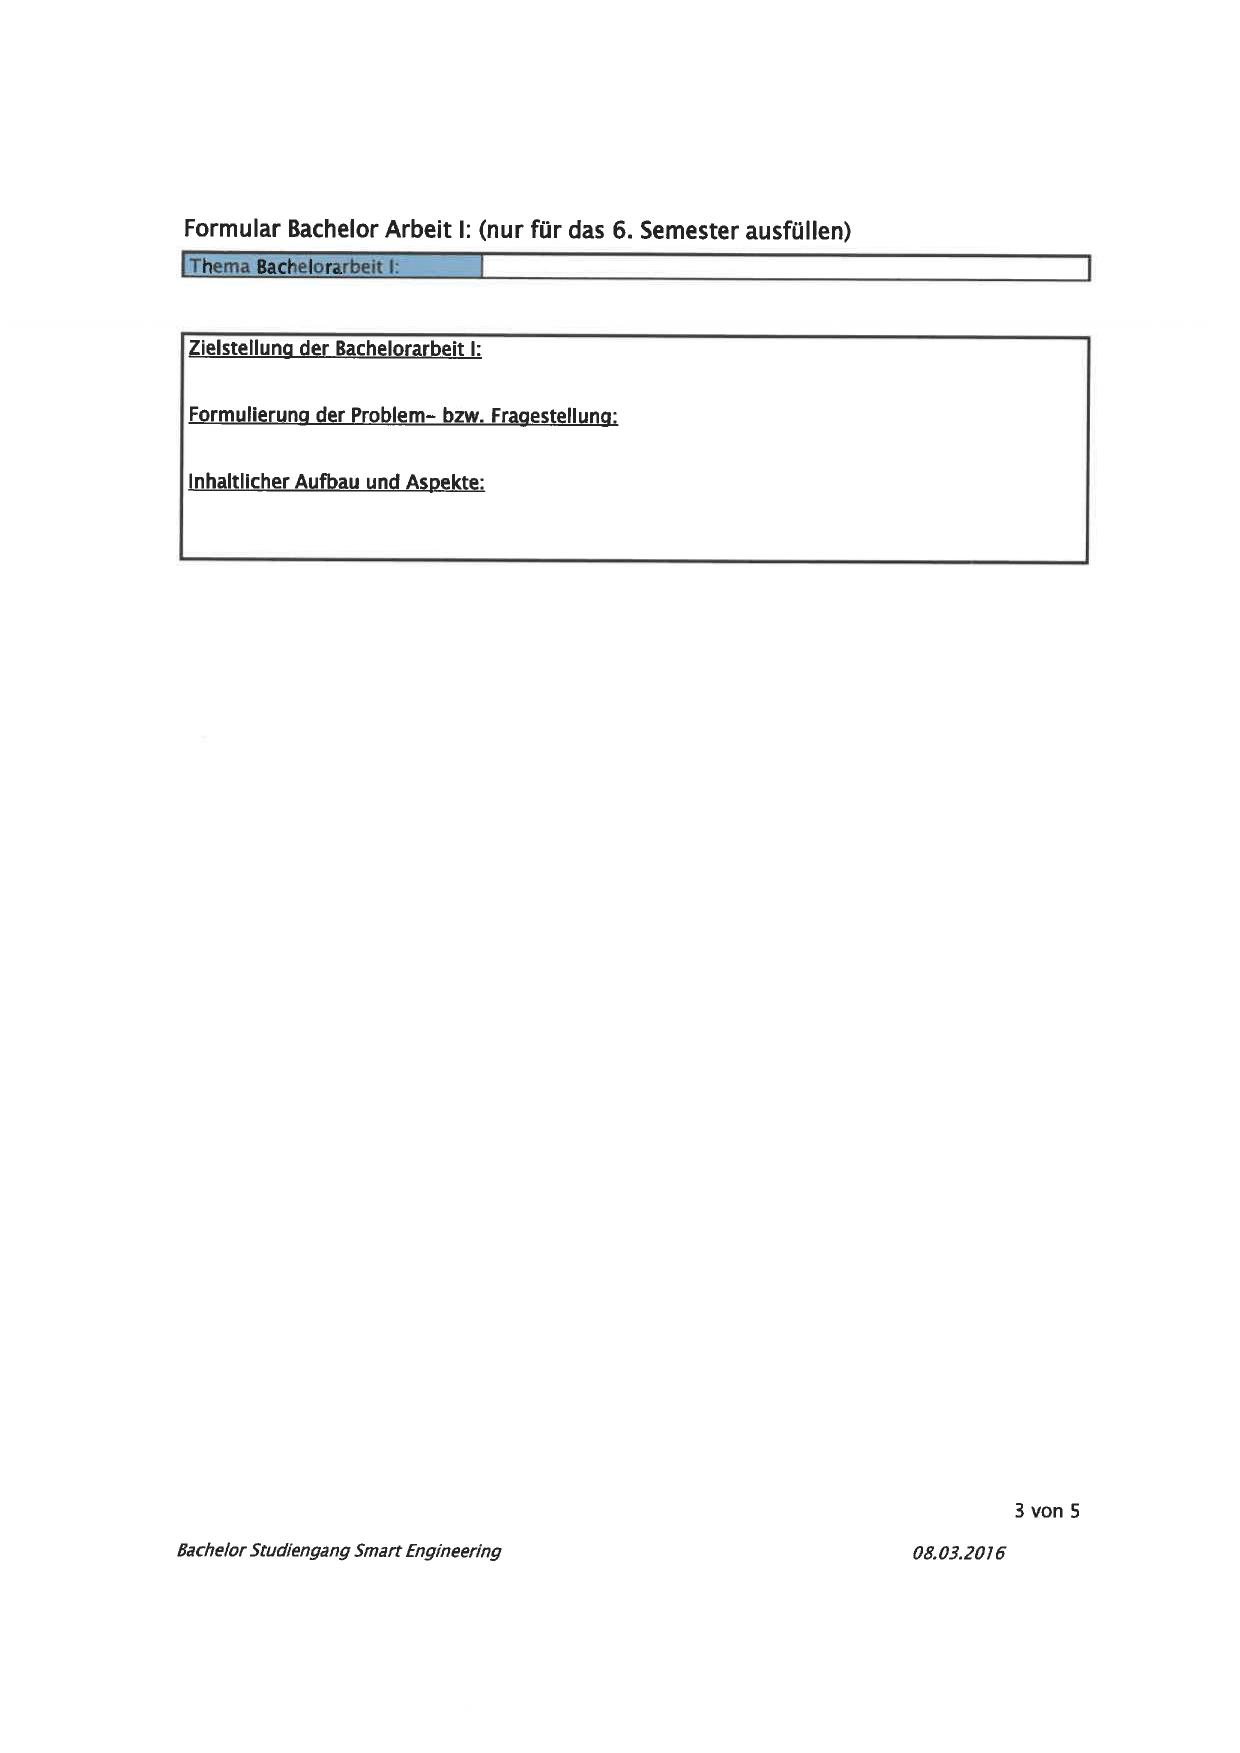 Formular Bachelor Arbeit I: (nur für das 6. Semester ausfüllen)
Thema Bachelorarbeit I:
Zielstellung der Bachelorarbeit I:
Formulierung der Problem- bzw. Fragestellung:
Inhaltlicher Aufbau und Aspekte:
3 von 5
Bachelor Studiengang Smart Engineering 08.03.2016